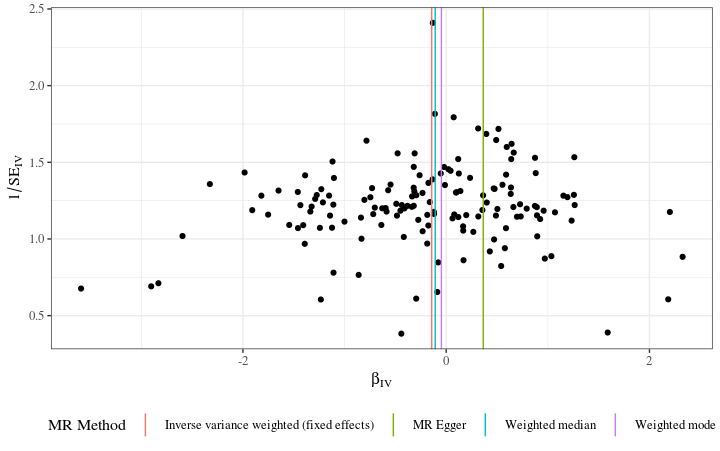 2.5
2.0
1.5
1.0
0.5
1/SE_IV
-2 0 2
β_IV
MR Method Inverse variance weighted (fixed effects) MR Egger Weighted median Weighted mode